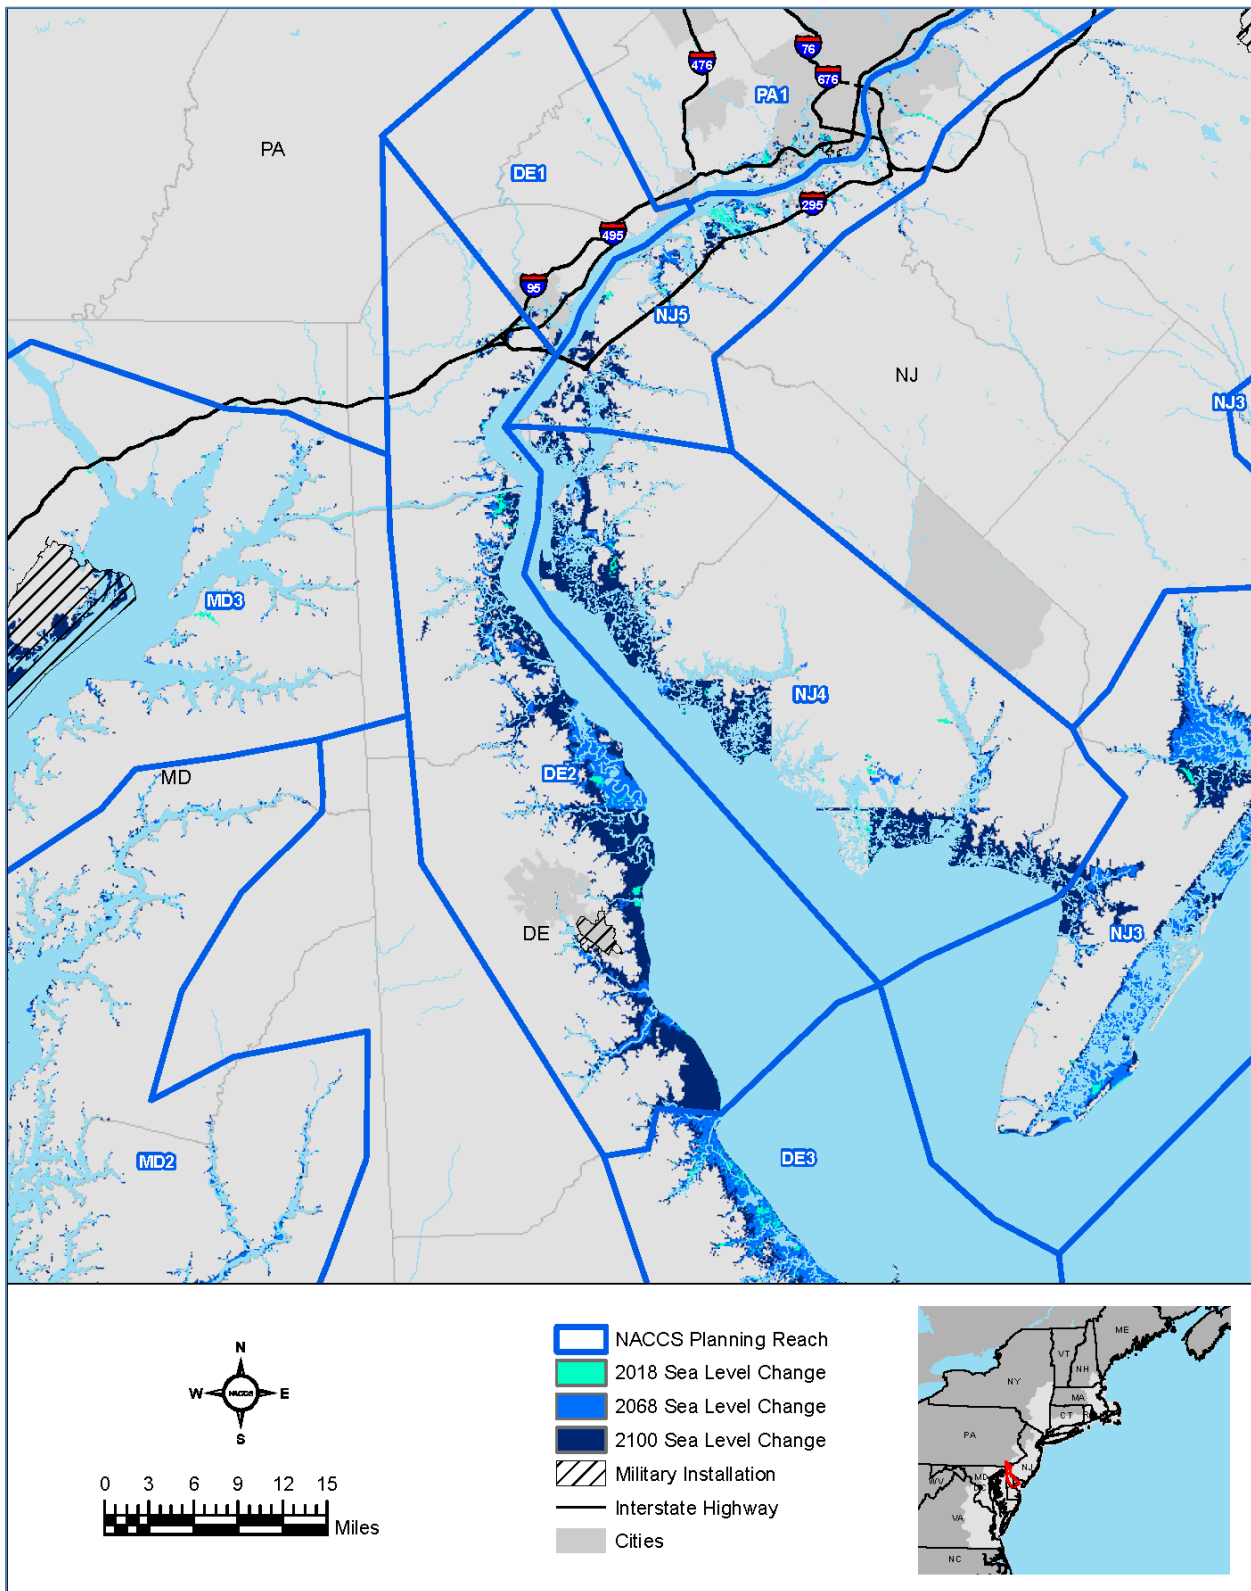 76
476
676
PA1
PA
DE1
295
495
95
NJ5
NJ
NJ3
MD3
NJ4
DE2
MD
DE
NJ3
DE3
MD2
N
W
NACCS
E
S
0 3 6 9 12 15
Miles
NACCS Planning Reach
2018 Sea Level Change
2068 Sea Level Change
2100 Sea Level Change
Military Installation
Interstate Highway
Cities
ME
VT
NH
NY
MA
CT
PA
NJ
MD
WV
VA
NC